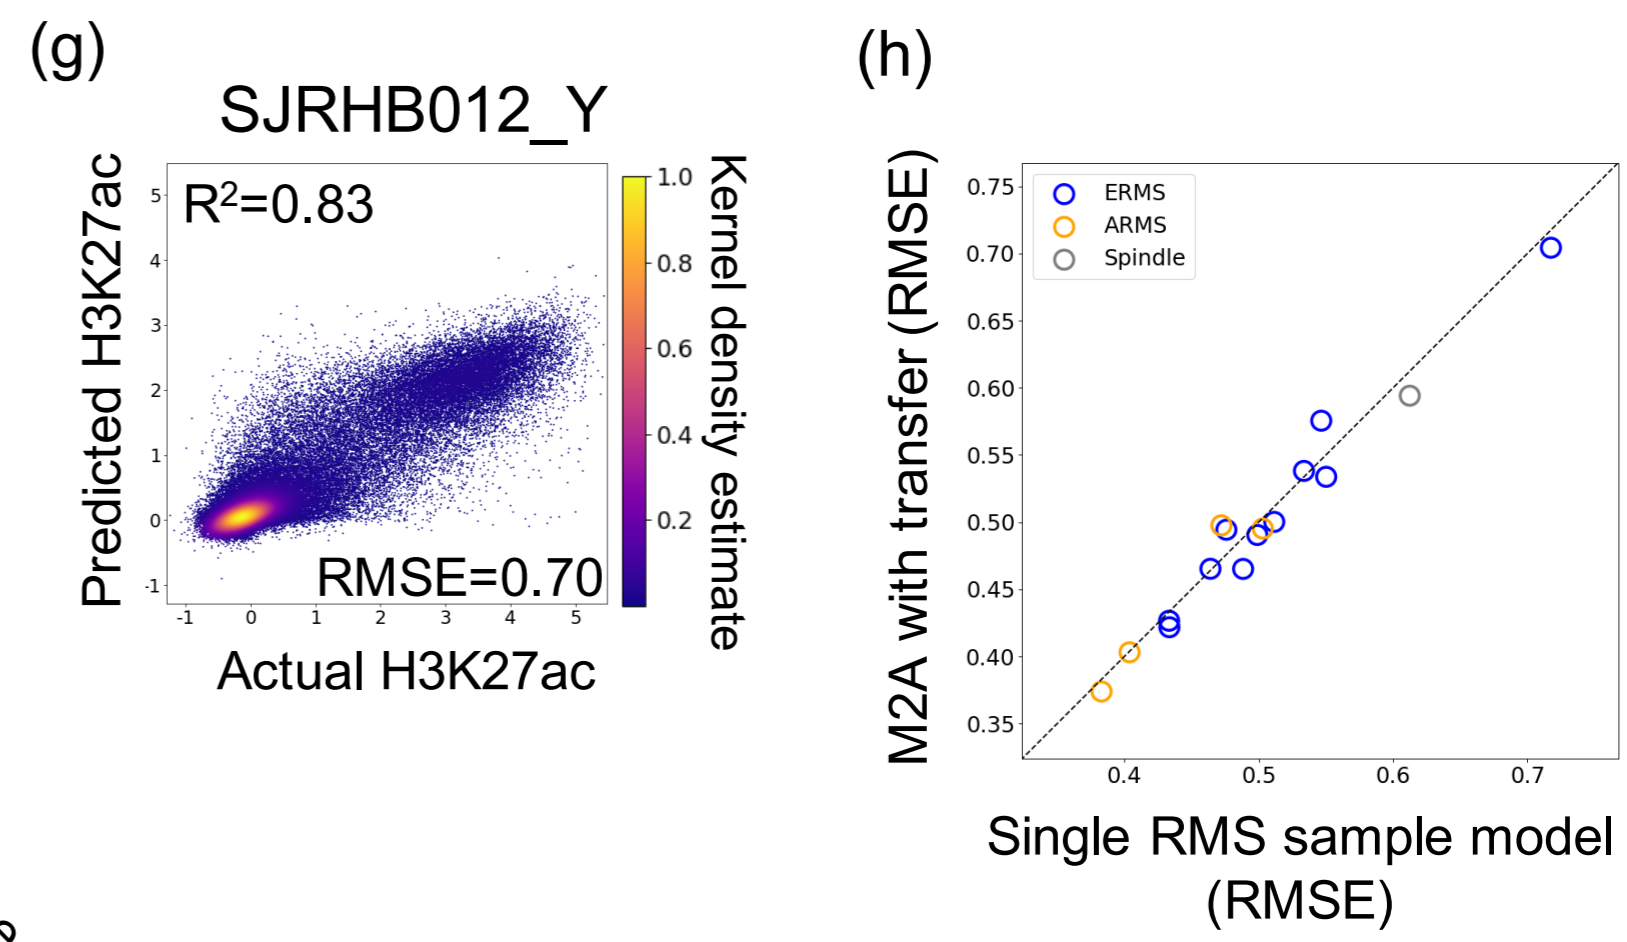 (g)
SJRHB012_Y
Predicted H3K27ac
R²=0.83
RMSE=0.70
5
4
3
2
1
0
-1
-1 0 1 2 3 4 5
Actual H3K27ac
1.0
0.8
0.6
0.4
0.2
Kernel density estimate
(h)
M2A with transfer (RMSE)
0.75
0.70
0.65
0.60
0.55
0.50
0.45
0.40
0.35
ERMS
ARMS
Spindle
0.4 0.5 0.6 0.7
Single RMS sample model
(RMSE)